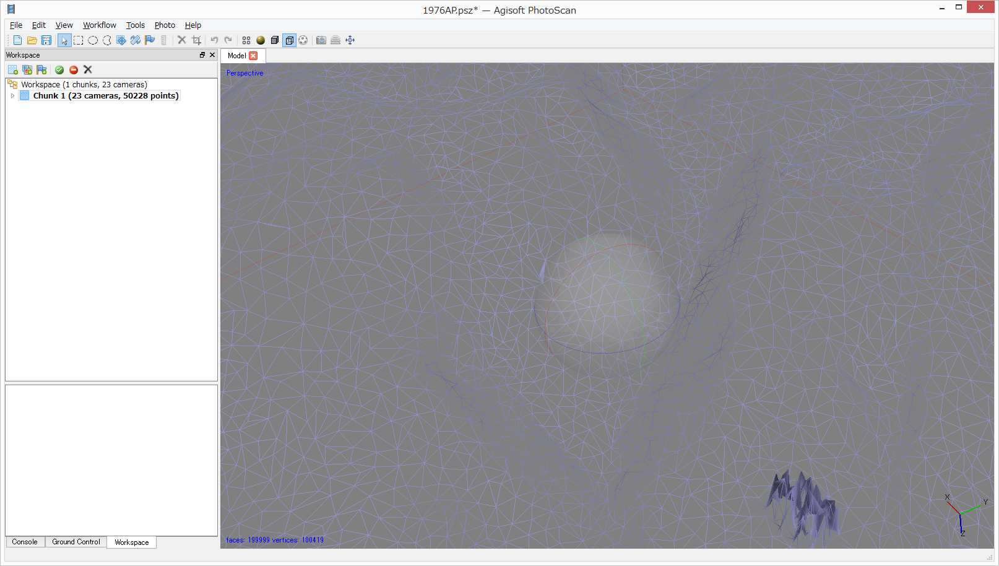 1976AP.psz* — Agisoft PhotoScan
File Edit View Workflow Tools Photo Help
Workspace
Model
Perspective
Workspace (1 chunks, 23 cameras)
Chunk 1 (23 cameras, 50228 points)
X
Y
Z
faces: 199999 vertices: 100419
Console Ground Control Workspace